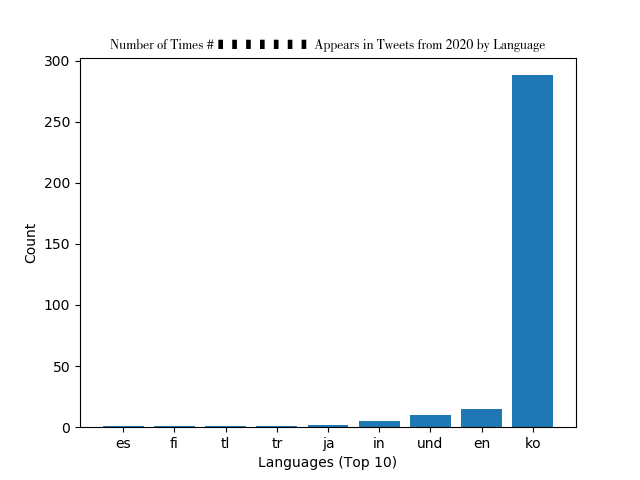 Number of Times # Appears in Tweets from 2020 by Language
300
250
200
150
100
50
0
Count
es fi tl tr ja in und en ko
Languages (Top 10)